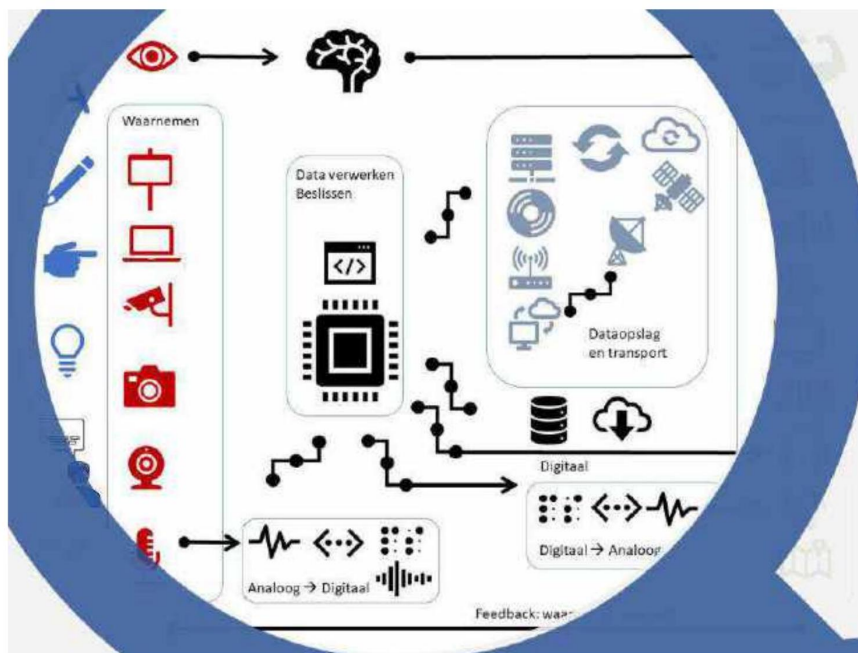 Waarnemen
Data verwerken
Beslissen
</>
Dataopslag
en transport
Digitaal
Digitaal → Analoog
Analoog → Digitaal
Feedback: